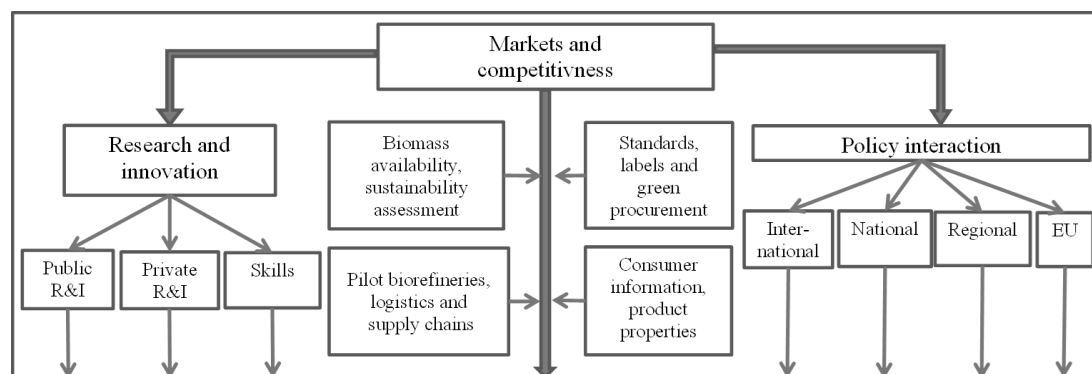 Markets and
competitivness
Research and
innovation
Biomass
availability,
sustainability
assessment
Standards,
labels and
green
procurement
Policy interaction
Public
R&I
Private
R&I
Skills
Pilot biorefineries,
logistics and
supply chains
Consumer
information,
product
properties
Inter-
national
National
Regional
EU